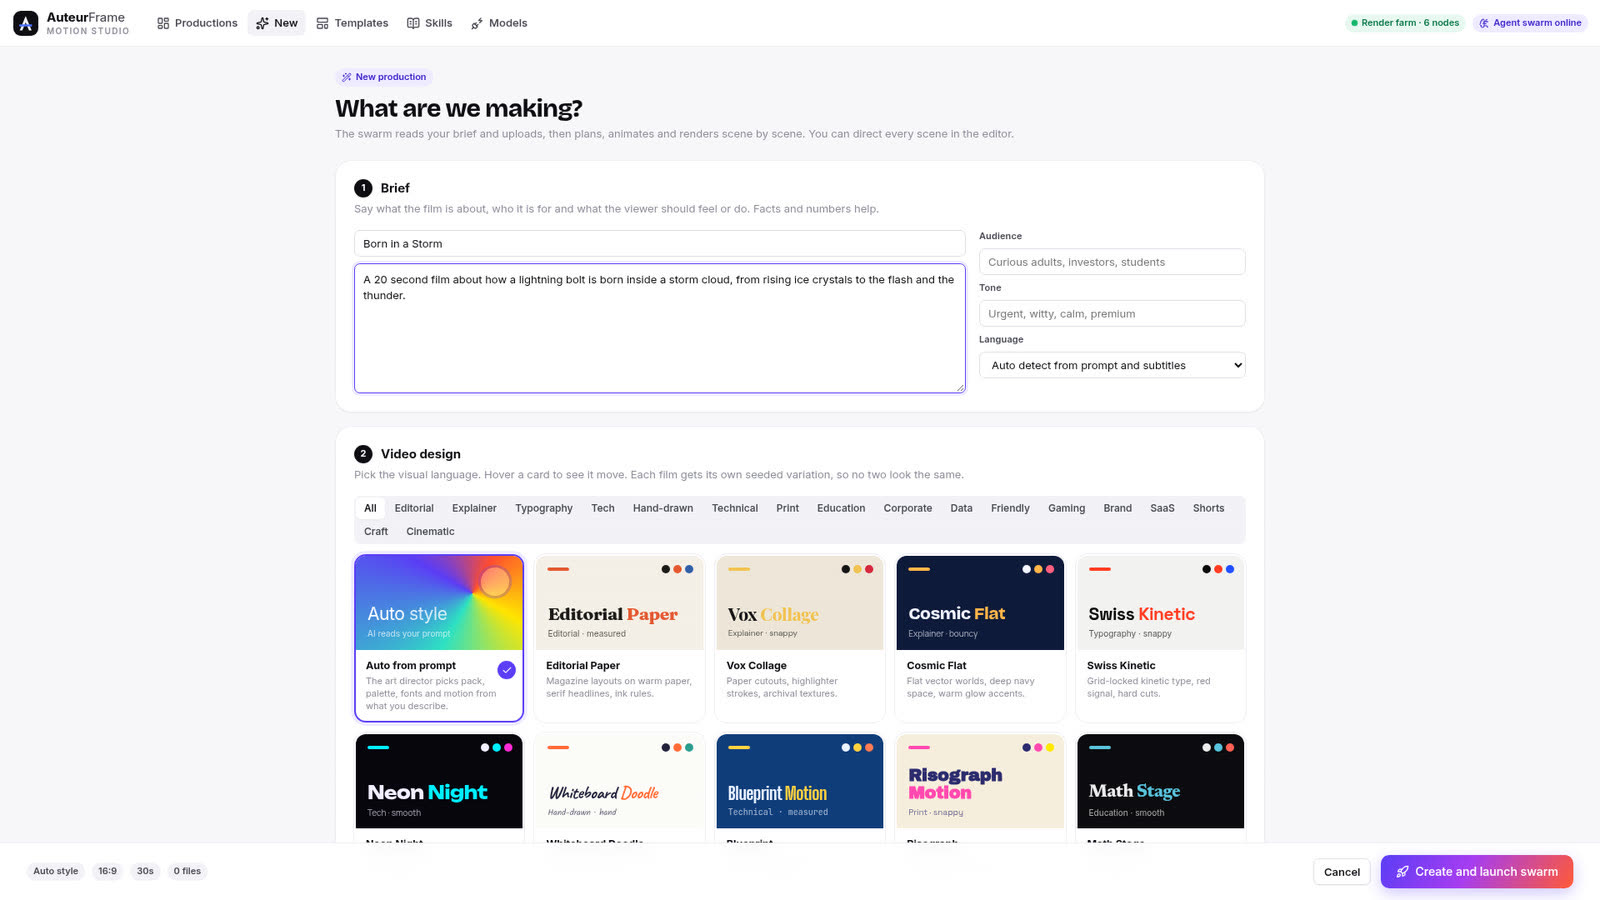 AuteurFrame
MOTION STUDIO
Productions
New
Templates
Skills
Models
Render farm · 6 nodes
Agent swarm online
New production
What are we making?
The swarm reads your brief and uploads, then plans, animates and renders scene by scene. You can direct every scene in the editor.
1 Brief
Say what the film is about, who it is for and what the viewer should feel or do. Facts and numbers help.
Born in a Storm
A 20 second film about how a lightning bolt is born inside a storm cloud, from rising ice crystals to the flash and the
thunder.
Audience
Curious adults, investors, students
Tone
Urgent, witty, calm, premium
Language
Auto detect from prompt and subtitles
2 Video design
Pick the visual language. Hover a card to see it move. Each film gets its own seeded variation, so no two look the same.
All Editorial Explainer Typography Tech Hand-drawn Technical Print Education Corporate Data Friendly Gaming Brand SaaS Shorts
Craft Cinematic
Auto style
AI reads your prompt
Auto from prompt
The art director picks pack,
palette, fonts and motion from
what you describe.
Editorial Paper
Editorial · measured
Editorial Paper
Magazine layouts on warm paper,
serif headlines, ink rules.
Vox Collage
Explainer · snappy
Vox Collage
Paper cutouts, highlighter
strokes, archival textures.
Cosmic Flat
Explainer · bouncy
Cosmic Flat
Flat vector worlds, deep navy
space, warm glow accents.
Swiss Kinetic
Typography · snappy
Swiss Kinetic
Grid-locked kinetic type, red
signal, hard cuts.
Neon Night
Tech · smooth
Neon Night
Whiteboard Doodle
Hand-drawn · hand
Whiteboard Doodle
Blueprint Motion
Technical · measured
Blueprint
Risograph
Motion
Print · snappy
Risograph
Math Stage
Education · smooth
Math Stage
Auto style
16:9
30s
0 files
Cancel
Create and launch swarm